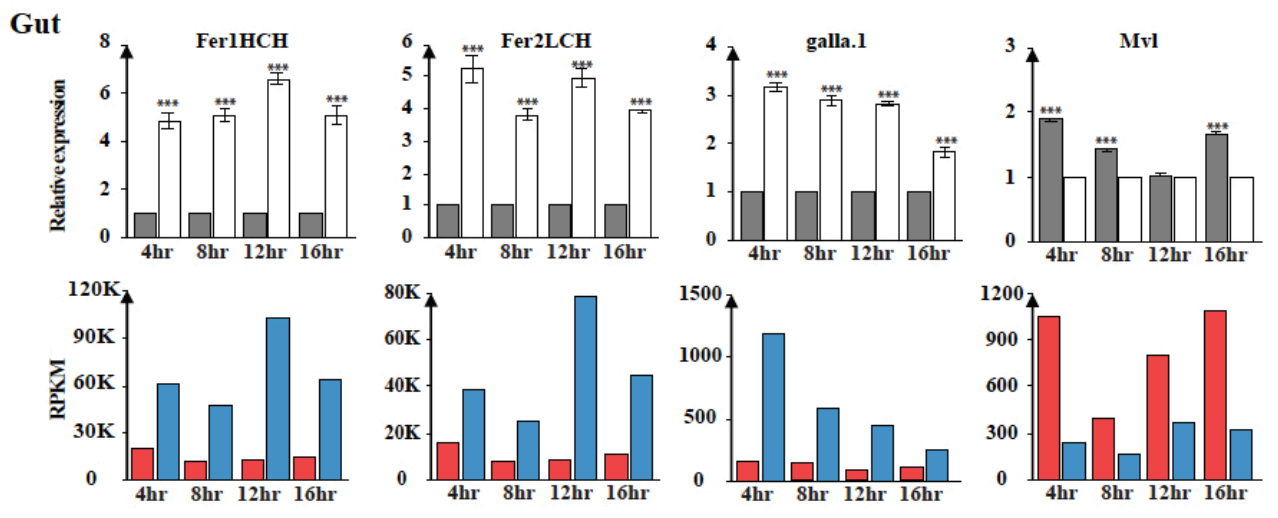 Gut
Fer1HCH
Fer2LCH
galla.1
Mvl
Relative expression
8
6
4
2
0
*** *** *** ***
4hr 8hr 12hr 16hr
6
5
4
3
2
1
0
*** *** *** ***
4hr 8hr 12hr 16hr
4
3
2
1
0
*** *** *** ***
4hr 8hr 12hr 16hr
3
2
1
0
*** *** ***
4hr 8hr 12hr 16hr
RPKM
120K
90K
60K
30K
0
4hr 8hr 12hr 16hr
80K
60K
40K
20K
0
4hr 8hr 12hr 16hr
1500
1000
500
0
4hr 8hr 12hr 16hr
1200
900
600
300
0
4hr 8hr 12hr 16hr